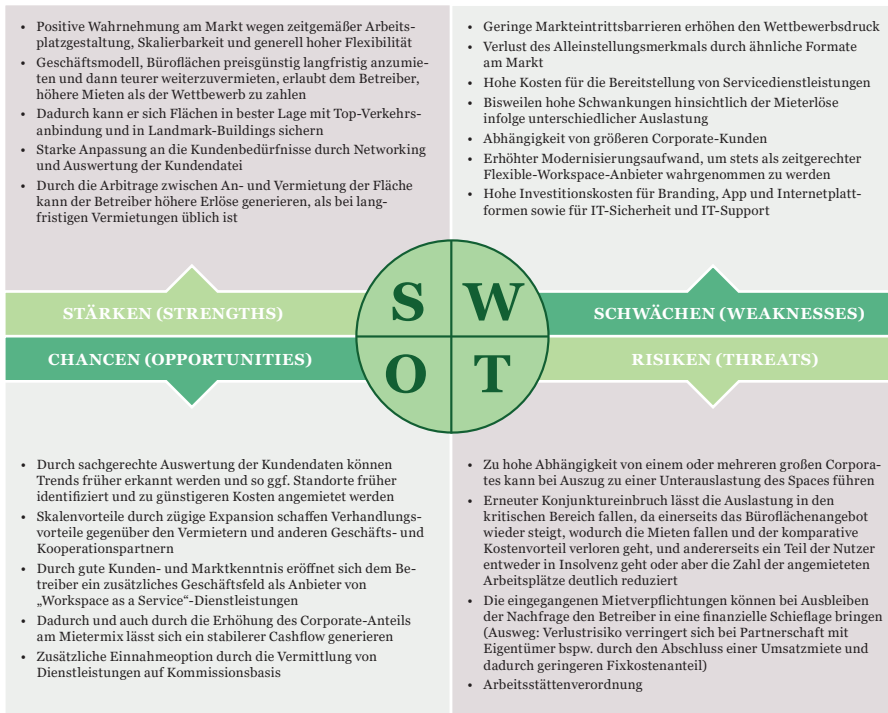 • Positive Wahrnehmung am Markt wegen zeitgemäßer Arbeits-
platzgestaltung, Skalierbarkeit und generell hoher Flexibilität
• Geschäftsmodell, Büroflächen preisgünstig langfristig anzumie-
ten und dann teurer weiterzuvermieten, erlaubt dem Betreiber,
höhere Mieten als der Wettbewerb zu zahlen
• Dadurch kann er sich Flächen in bester Lage mit Top-Verkehrs-
anbindung und in Landmark-Buildings sichern
• Starke Anpassung an die Kundenbedürfnisse durch Networking
und Auswertung der Kundendatei
• Durch die Arbitrage zwischen An- und Vermietung der Fläche
kann der Betreiber höhere Erlöse generieren, als bei lang-
fristigen Vermietungen üblich ist
• Geringe Markteintrittsbarrieren erhöhen den Wettbewerbsdruck
• Verlust des Alleinstellungsmerkmals durch ähnliche Formate
am Markt
• Hohe Kosten für die Bereitstellung von Servicedienstleistungen
• Bisweilen hohe Schwankungen hinsichtlich der Mieterlöse
infolge unterschiedlicher Auslastung
• Abhängigkeit von größeren Corporate-Kunden
• Erhöhter Modernisierungsaufwand, um stets als zeitgerechter
Flexible-Workspace-Anbieter wahrgenommen zu werden
• Hohe Investitionskosten für Branding, App und Internetplatt-
formen sowie für IT-Sicherheit und IT-Support
STÄRKEN (STRENGTHS)
S W
SCHWÄCHEN (WEAKNESSES)
CHANCEN (OPPORTUNITIES)
O T
RISIKEN (THREATS)
• Durch sachgerechte Auswertung der Kundendaten können
Trends früher erkannt werden und so ggf. Standorte früher
identifiziert und zu günstigeren Kosten angemietet werden
• Skalenvorteile durch zügige Expansion schaffen Verhandlungs-
vorteile gegenüber den Vermietern und anderen Geschäfts- und
Kooperationspartnern
• Durch gute Kunden- und Marktkenntnis eröffnet sich dem Be-
treiber ein zusätzliches Geschäftsfeld als Anbieter von
„Workspace as a Service“-Dienstleistungen
• Dadurch und auch durch die Erhöhung des Corporate-Anteils
am Mietermix lässt sich ein stabilerer Cashflow generieren
• Zusätzliche Einnahmeoption durch die Vermittlung von
Dienstleistungen auf Kommissionsbasis
• Zu hohe Abhängigkeit von einem oder mehreren großen Corpora-
tes kann bei Auszug zu einer Unterauslastung des Spaces führen
• Erneuter Konjunktureinbruch lässt die Auslastung in den
kritischen Bereich fallen, da einerseits das Büroflächenangebot
wieder steigt, wodurch die Mieten fallen und der komparative
Kostenvorteil verloren geht, und andererseits ein Teil der Nutzer
entweder in Insolvenz geht oder aber die Zahl der angemieteten
Arbeitsplätze deutlich reduziert
• Die eingegangenen Mietverpflichtungen können bei Ausbleiben
der Nachfrage den Betreiber in eine finanzielle Schieflage bringen
(Ausweg: Verlustrisiko verringert sich bei Partnerschaft mit
Eigentümer bspw. durch den Abschluss einer Umsatzmiete und
dadurch geringeren Fixkostenanteil)
• Arbeitsstättenverordnung